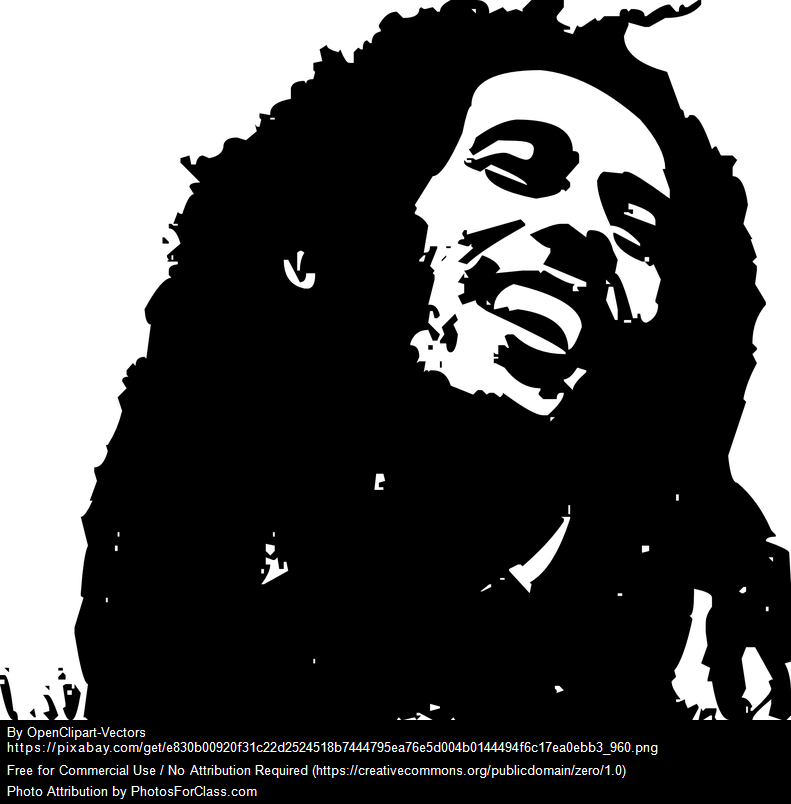 By OpenClipart-Vectors
https://pixabay.com/get/e830b00920f31c22d2524518b7444795ea76e5d004b0144494f6c17ea0ebb3_960.png
Free for Commercial Use / No Attribution Required (https://creativecommons.org/publicdomain/zero/1.0)
Photo Attribution by PhotosForClass.com